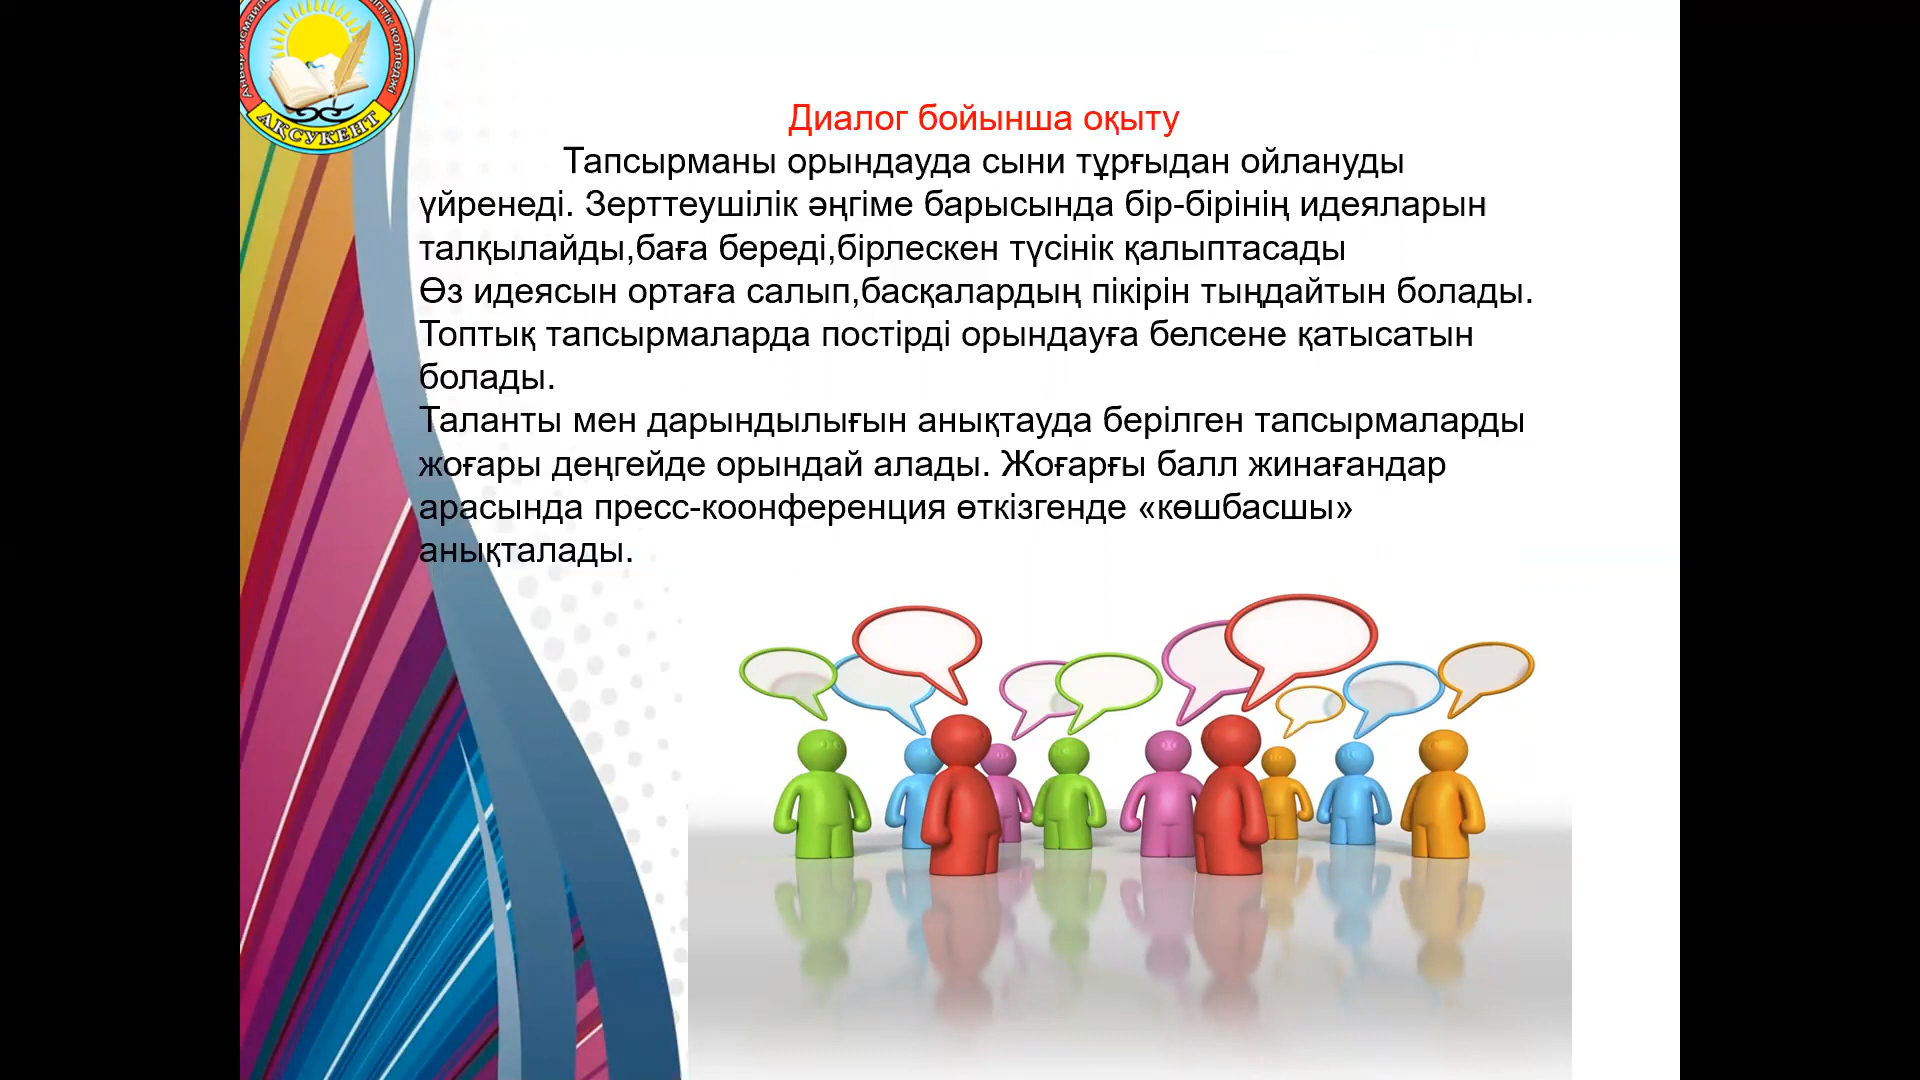 АҚСУКЕНТ
Диалог бойынша оқыту
Тапсырманы орындауда сыни тұрғыдан ойлануды
үйренеді. Зерттеушілік әңгіме барысында бір-бірінің идеяларын
талқылайды,баға береді,бірлескен түсінік қалыптасады
Өз идеясын ортаға салып,басқалардың пікірін тыңдайтын болады.
Топтық тапсырмаларда постірді орындауға белсене қатысатын
болады.
Таланты мен дарындылығын анықтауда берілген тапсырмаларды
жоғары деңгейде орындай алады. Жоғарғы балл жинағандар
арасында пресс-коонференция өткізгенде «көшбасшы»
анықталады.